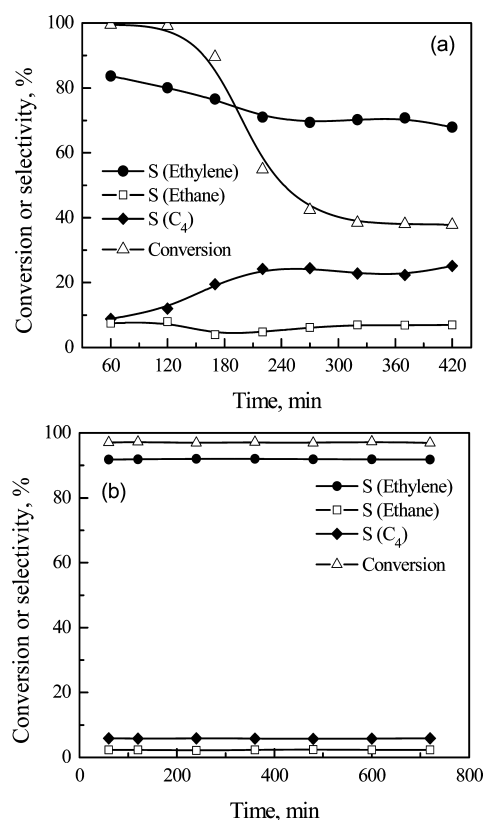 100
80
60
40
20
0
Conversion or selectivity, %
(a)
S (Ethylene)
S (Ethane)
S (C₄)
Conversion
60 120 180 240 300 360 420
Time, min
100
80
60
40
20
0
Conversion or selectivity, %
(b)
S (Ethylene)
S (Ethane)
S (C₄)
Conversion
0 200 400 600 800
Time, min